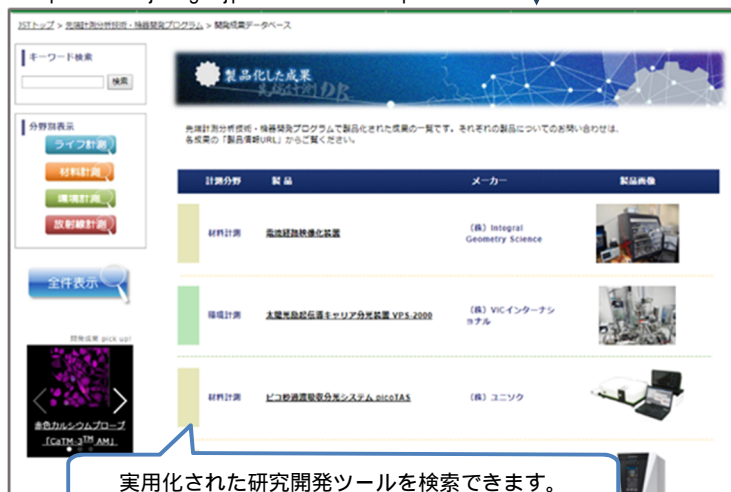 JSTトップ > 先端計測分析技術・機器開発プログラム > 開発成果データベース
キーワード検索
検索
分野別表示
ライフ計測
材料計測
環境計測
放射線計測
全件表示
開発成果 pick up!
赤色カルシウムプローブ
「CaTM-3TM AM」
製品化した成果
先端計測分析技術・機器開発プログラムで製品化された成果の一覧です。それぞれの製品についてのお問い合わせは、
各成果の「製品情報URL」からご覧ください。
計測分野 製品 メーカー 製品画像
材料計測 電流経路映像化装置 (株) Integral
Geometry Science
環境計測 太陽光励起伝導キャリア分光装置 VPS-2000 (株) VICインターナシ
ョナル
材料計測 ピコ秒過渡吸収分光システム picoTAS (株) ユニソク
実用化された研究開発ツールを検索できます。